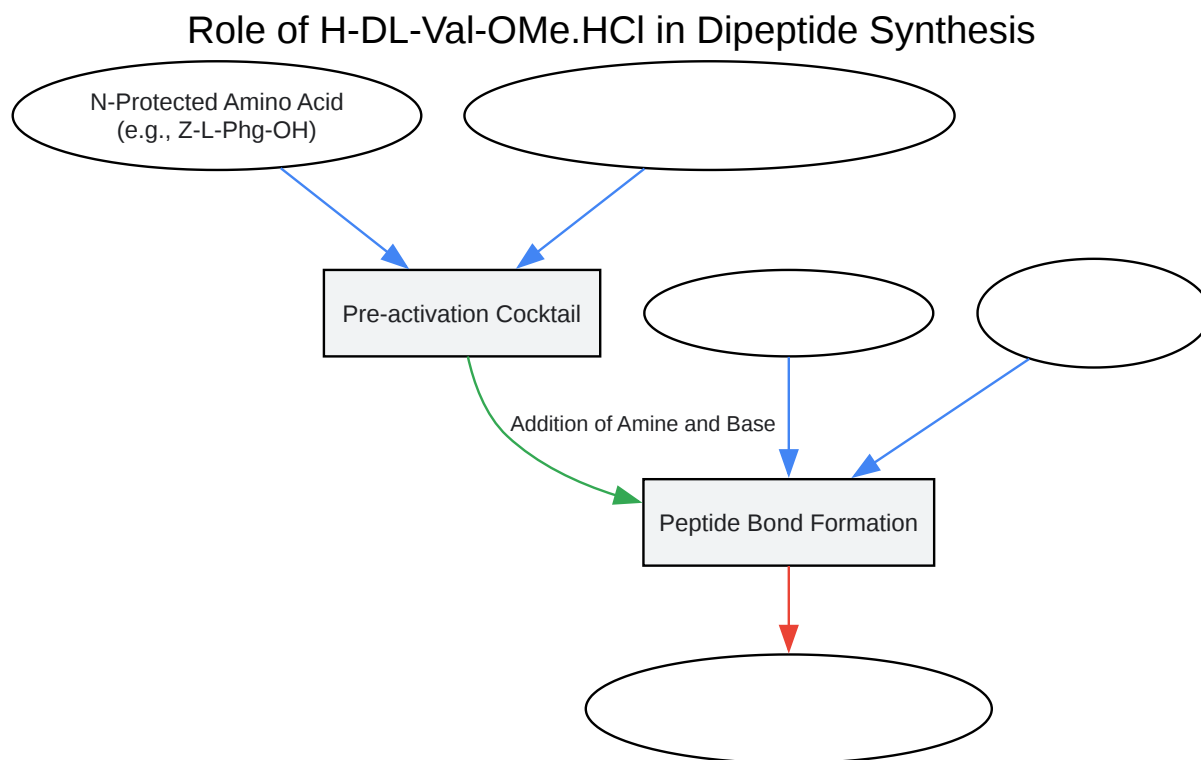 Role of H-DL-Val-OMe.HCl in Dipeptide Synthesis
N-Protected Amino Acid
(e.g., Z-L-Phg-OH)
Pre-activation Cocktail
Addition of Amine and Base
Peptide Bond Formation